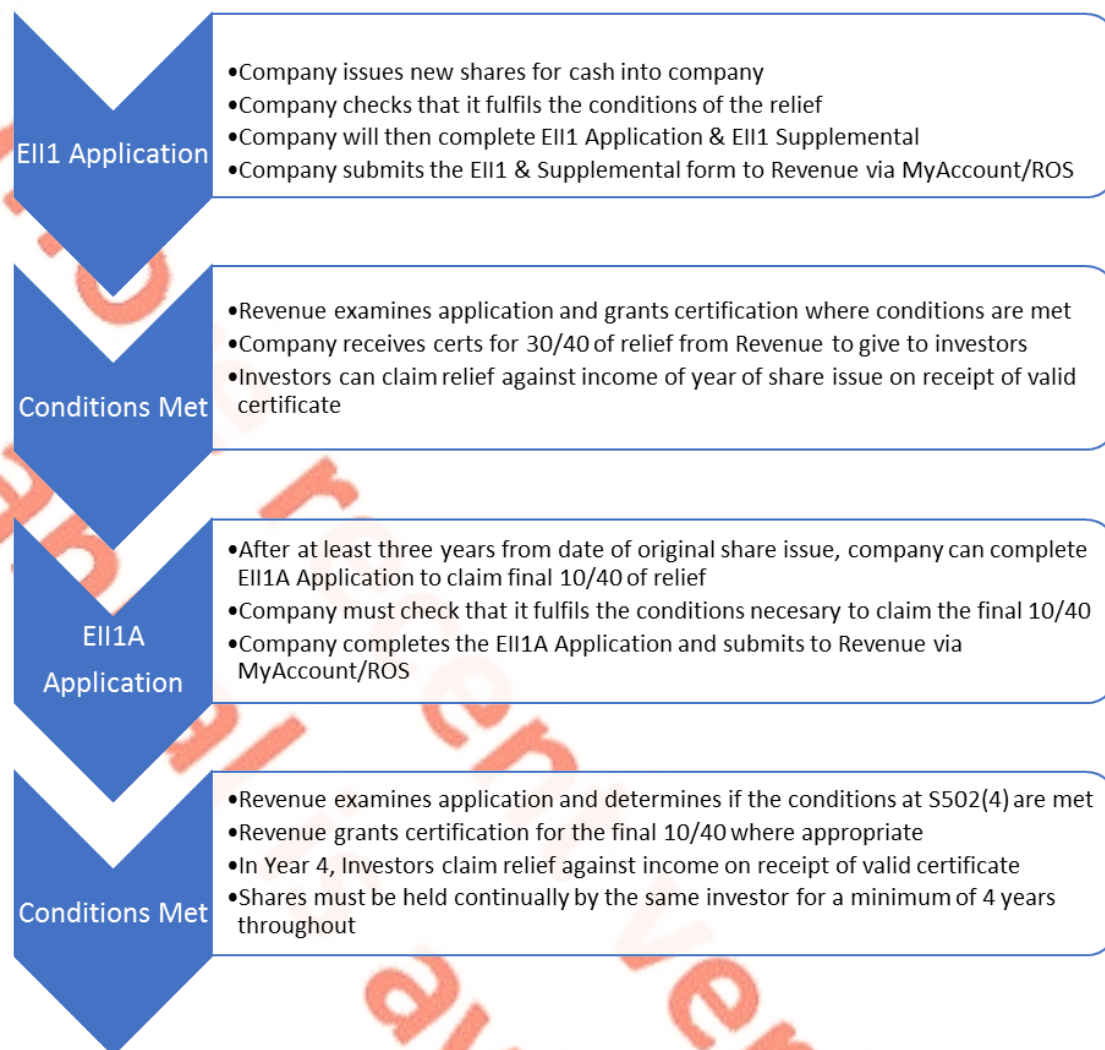 EII1 Application
•Company issues new shares for cash into company
•Company checks that it fulfils the conditions of the relief
•Company will then complete EII1 Application & EII1 Supplemental
•Company submits the EII1 & Supplemental form to Revenue via MyAccount/ROS
Conditions Met
•Revenue examines application and grants certification where conditions are met
•Company receives certs for 30/40 of relief from Revenue to give to investors
•Investors can claim relief against income of year of share issue on receipt of valid
certificate
EII1A
Application
•After at least three years from date of original share issue, company can complete
EII1A Application to claim final 10/40 of relief
•Company must check that it fulfils the conditions necesary to claim the final 10/40
•Company completes the EII1A Application and submits to Revenue via
MyAccount/ROS
Conditions Met
•Revenue examines application and determines if the conditions at S502(4) are met
•Revenue grants certification for the final 10/40 where appropriate
•In Year 4, Investors claim relief against income on receipt of valid certificate
•Shares must be held continually by the same investor for a minimum of 4 years
throughout